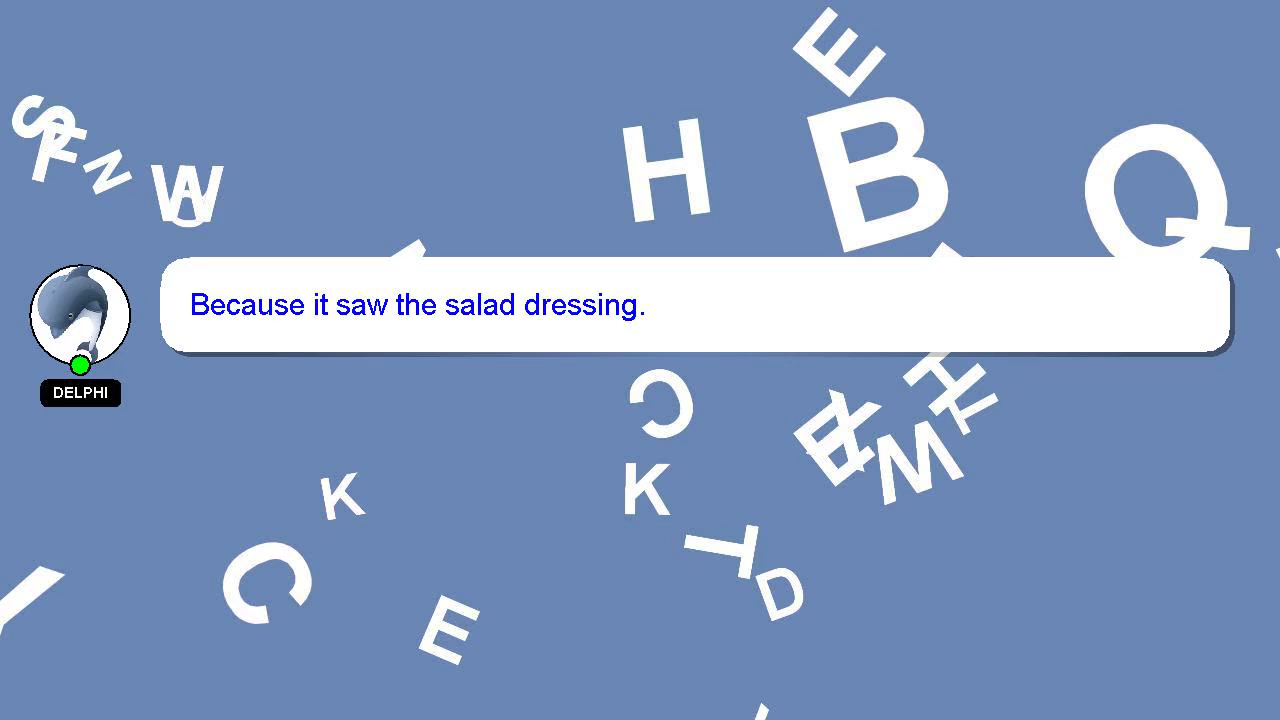 E
S
F
N
W
A
O
H
B
Q
Because it saw the salad dressing.
DELPHI
C
E
X
H
M
K
K
T
D
C
E